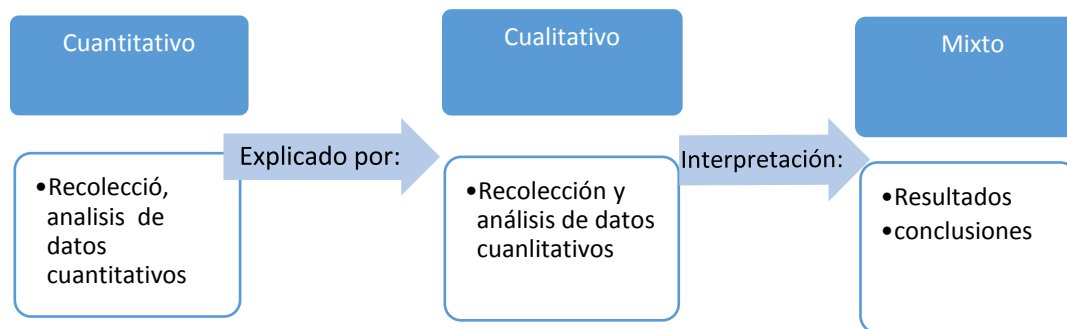 Cuantitativo
•Recolecció,
analisis de
datos
cuantitativos
Explicado por:
Cualitativo
•Recolección y
análisis de datos
cuanlitativos
Interpretación:
Mixto
•Resultados
•conclusiones